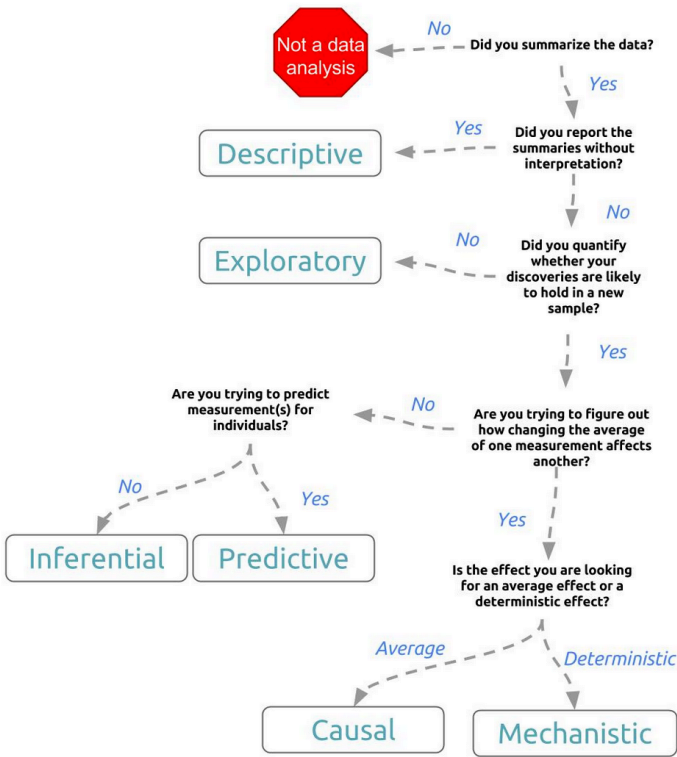 Not a data
analysis
No
Did you summarize the data?
Yes
Descriptive
Yes
Did you report the
summaries without
interpretation?
No
Exploratory
No
Did you quantify
whether your
discoveries are likely
to hold in a new
sample?
Yes
Are you trying to predict
measurement(s) for
individuals?
No
Are you trying to figure out
how changing the average
of one measurement affects
another?
No
Yes
Inferential
Predictive
Yes
Is the effect you are looking
for an average effect or a
deterministic effect?
Average
Deterministic
Causal
Mechanistic